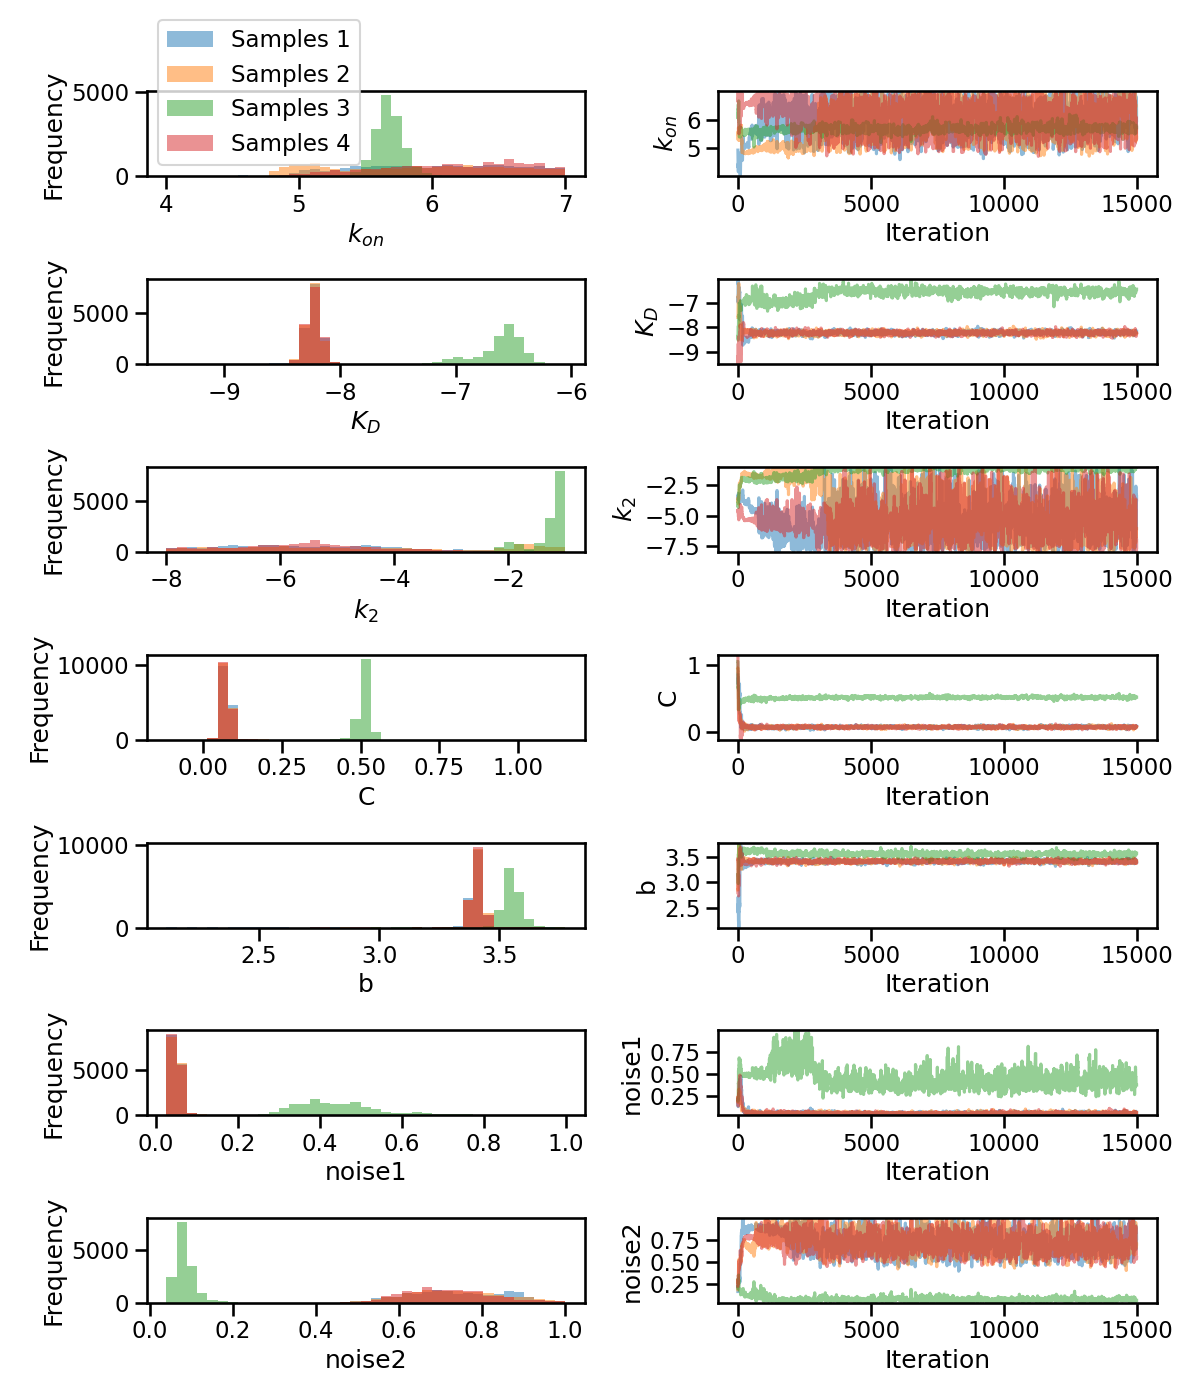 Samples 1
Samples 2
Samples 3
Samples 4
Frequency
5000
0
4 5 6 7
k_on
k_on
6
5
0 5000 10000 15000
Iteration
Frequency
5000
0
−9 −8 −7 −6
K_D
K_D
−7
−8
−9
0 5000 10000 15000
Iteration
Frequency
5000
0
−8 −6 −4 −2
k_2
k_2
−2.5
−5.0
−7.5
0 5000 10000 15000
Iteration
Frequency
10000
0
0.00 0.25 0.50 0.75 1.00
C
C
1
0
0 5000 10000 15000
Iteration
Frequency
10000
0
2.5 3.0 3.5
b
b
3.5
3.0
2.5
0 5000 10000 15000
Iteration
Frequency
5000
0
0.0 0.2 0.4 0.6 0.8 1.0
noise1
noise1
0.75
0.50
0.25
0 5000 10000 15000
Iteration
Frequency
5000
0
0.0 0.2 0.4 0.6 0.8 1.0
noise2
noise2
0.75
0.50
0.25
0 5000 10000 15000
Iteration